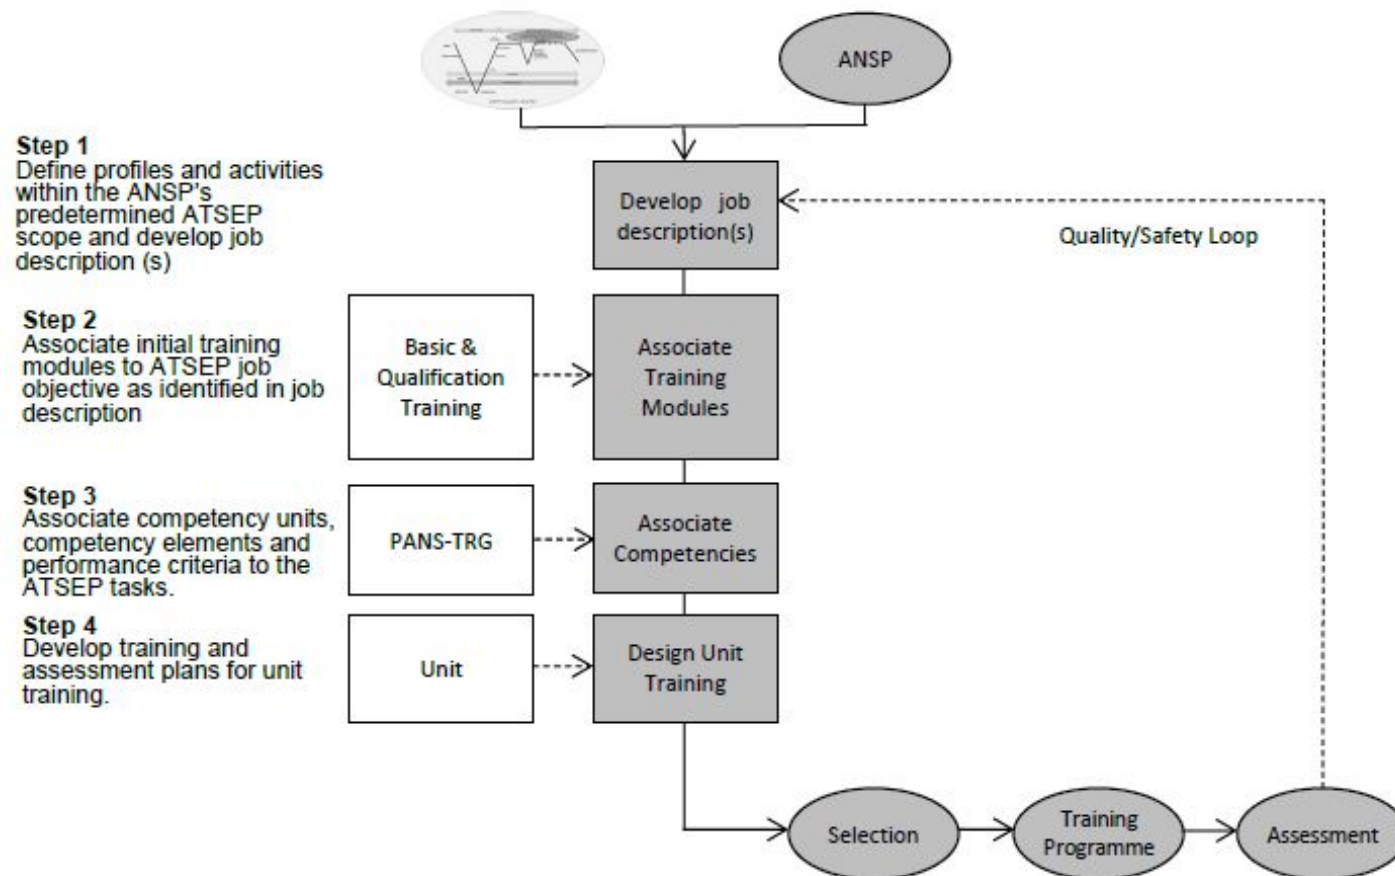 ANSP
Step 1
Define profiles and activities
within the ANSP's
predetermined ATSEP
scope and develop job
description (s)
Develop job
description(s)
Quality/Safety Loop
Step 2
Associate initial training
modules to ATSEP job
objective as identified in job
description
Basic &
Qualification
Training
Associate
Training
Modules
Step 3
Associate competency units,
competency elements and
performance criteria to the
ATSEP tasks.
PANS-TRG
Associate
Competencies
Step 4
Develop training and
assessment plans for unit
training.
Unit
Design Unit
Training
Selection
Training
Programme
Assessment